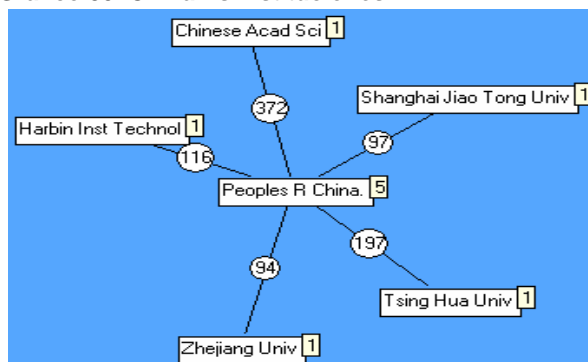 Chinese Acad Sci 1
Shanghai Jiao Tong Univ 1
372
97
Harbin Inst Technol 1
116
Peoples R China. 5
197
94
Tsing Hua Univ 1
Zhejiang Univ 1